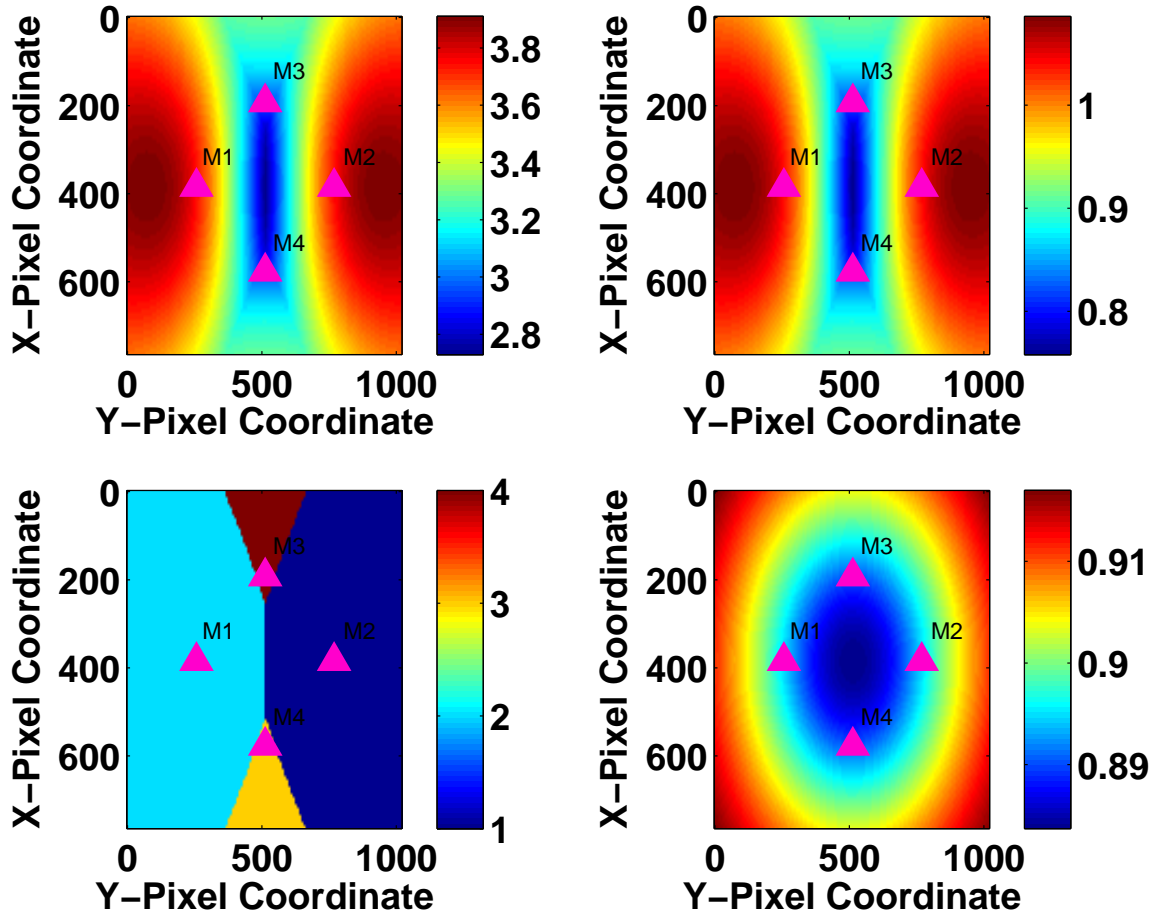 0
200
400
600
X−Pixel Coordinate
0 500 1000
Y−Pixel Coordinate
M3
M1
M2
M4
3.8
3.6
3.4
3.2
3
2.8
0
200
400
600
X−Pixel Coordinate
0 500 1000
Y−Pixel Coordinate
M3
M1
M2
M4
1
0.9
0.8
0
200
400
600
X−Pixel Coordinate
0 500 1000
Y−Pixel Coordinate
M3
M1
M2
M4
4
3
2
1
0
200
400
600
X−Pixel Coordinate
0 500 1000
Y−Pixel Coordinate
M3
M1
M2
M4
0.91
0.9
0.89